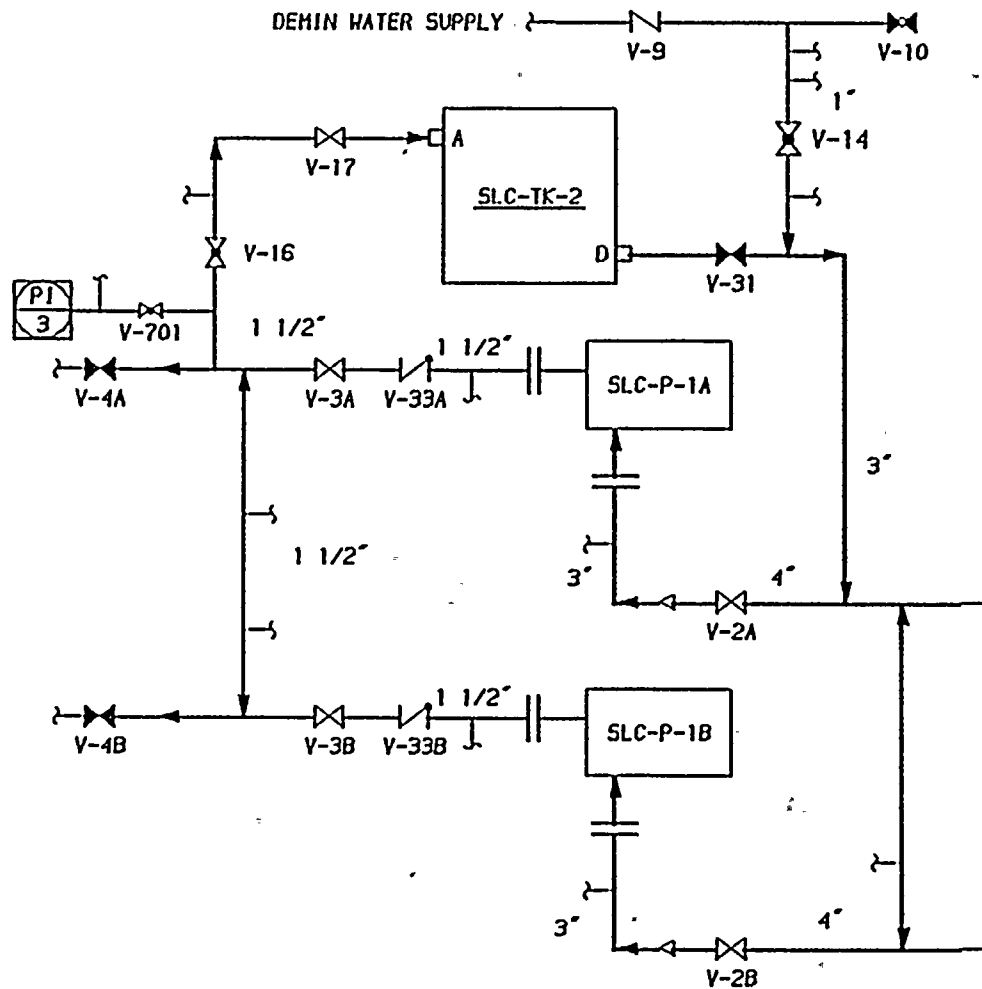 DEMIN WATER SUPPLY
V-9
V-10
1"
V-14
A
V-17
SLC-TK-2
V-16
D
V-31
PI
3
V-701
1 1/2"
1 1/2"
V-4A
V-3A
V-33A
SLC-P-1A
3"
1 1/2"
3"
4"
V-2A
1 1/2"
V-4B
V-3B
V-33B
SLC-P-1B
3"
4"
V-2B